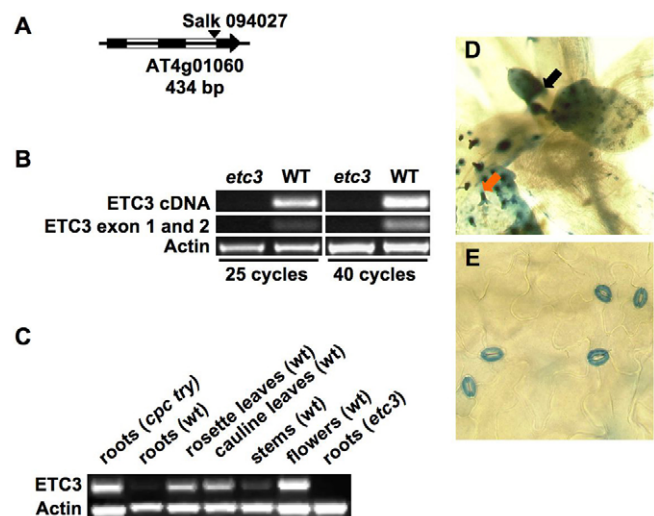 A
Salk 094027
AT4g01060
434 bp
B
etc3 WT etc3 WT
ETC3 cDNA
ETC3 exon 1 and 2
Actin
25 cycles 40 cycles
C
roots (cpc try)
roots (wt)
rosette leaves (wt)
cauline leaves (wt)
stems (wt)
flowers (wt)
roots (etc3)
ETC3
Actin
D
E